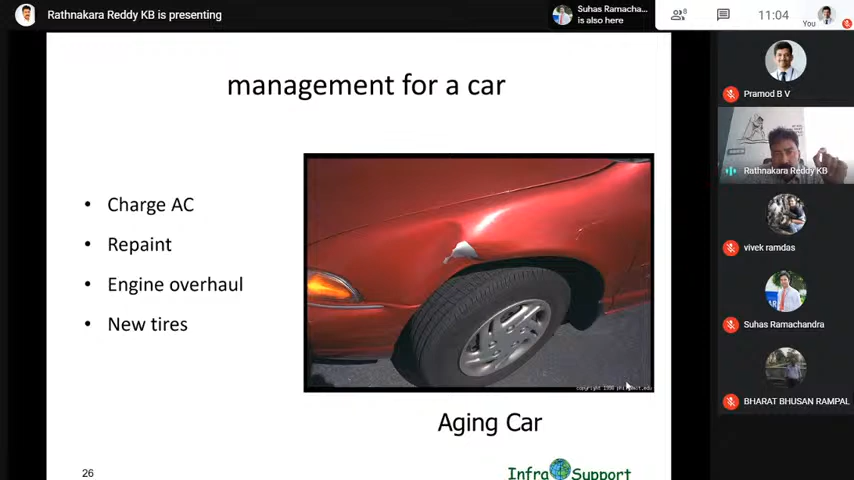 Rathnakara Reddy KB is presenting
Suhas Ramacha...
is also here
8
11:04
You
management for a car
Pramod B V
Rathnakara Reddy KB
vivek ramdas
Suhas Ramachandra
BHARAT BHUSAN RAMPAL
• Charge AC
• Repaint
• Engine overhaul
• New tires
Aging Car
26
Infra Support